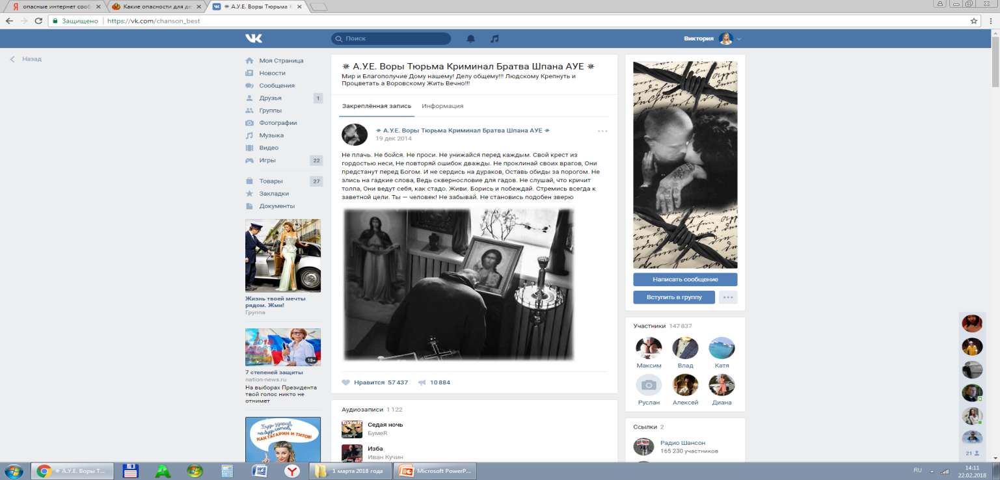 опасные интернет сооб
Какие опасности для де
А.У.Е. Воры Тюрьма К
Защищено
https://vk.com/chanson_best
Поиск
Виктория
Назад
Моя Страница
Новости
Сообщения
Друзья 1
Группы
Фотографии
Музыка
Видео
Игры 22
Товары 27
Закладки
Документы
Жизнь твоей мечты
рядом. Жми!
Группа
2018
18+
7 степеней защиты
nation-news.ru
На выборах Президента
твой голос никто не
отнимет
Будь здоров,
КАК ГАГАРИН И ТИТОВ!
✵ А.У.Е. Воры Тюрьма Криминал Братва Шпана АУЕ ✵
Мир и Благополучие Дому нашему! Делу общему!!! Людскому Крепнуть и
Процветать а Воровскому Жить Вечно!!!
Закреплённая запись Информация
✵ А.У.Е. Воры Тюрьма Криминал Братва Шпана АУЕ ✵
19 дек 2014
Не плачь. Не бойся. Не проси. Не унижайся перед каждым. Свой крест из
гордостью неси, Не повторяй ошибок дважды. Не проклинай своих врагов, Они
предстанут перед Богом. И не сердись на дураков, Оставь обиды за порогом. Не
злись на гадкие слова, Ведь сквернословие для гадов. Не слушай, что кричит
толпа, Они ведут себя, как стадо. Живи. Борись и побеждай. Стремись всегда к
заветной цели. Ты — человек! Не забывай. Не становись подобен зверю
Нравится 57 437 10 884
Аудиозаписи 1 122
БумеR
Седая ночь
БумеR
Изба
Иван Кучин
Написать сообщение
Вступить в группу
Участники 147 837
Максим Влад Катя
Руслан Алексей Диана
Ссылки 2
Радио Шансон
165 230 участников
21
✵ А.У.Е. Воры Т...
1 марта 2018 года
Microsoft PowerP...
RU
14:11
22.02.2018